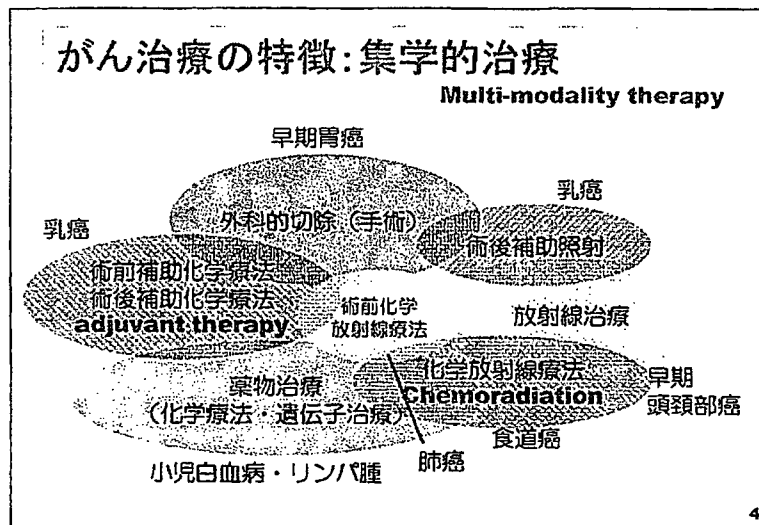 がん治療の特徴:集学的治療
Multi-modality therapy
早期胃癌
外科的切除(手術)
乳癌
術後補助照射
乳癌
術前補助化学療法
術後補助化学療法
adjuvant therapy
術前化学
放射線療法
放射線治療
化学放射線療法
Chemoradiation
早期
頭頸部癌
薬物治療
(化学療法・遺伝子治療)
食道癌
肺癌
小児白血病・リンパ腫
4